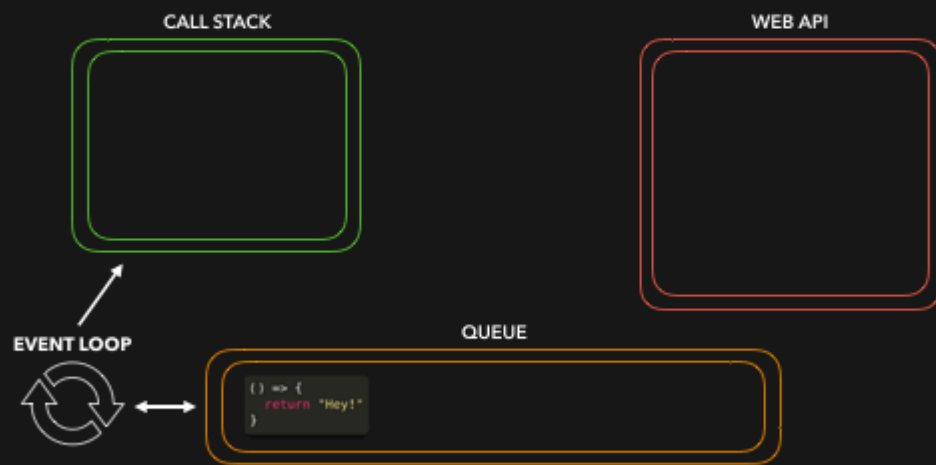 CALL STACK
WEB API
EVENT LOOP
QUEUE
() => {
  return "Hey!"
}